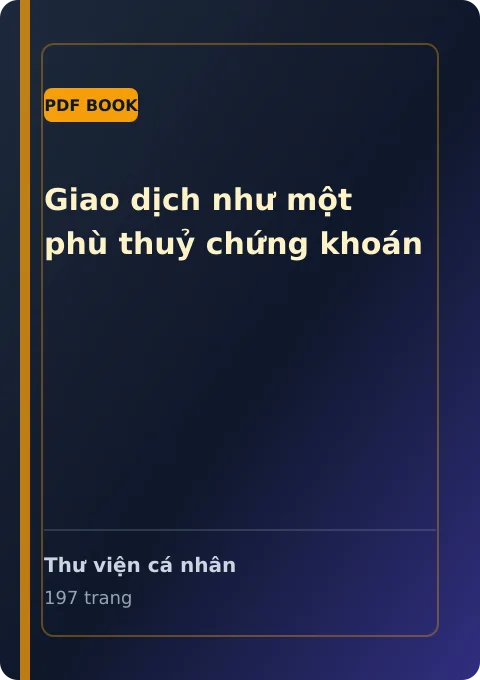 PDF BOOK
Giao dịch như một
phù thuỷ chứng khoán
Thư viện cá nhân
197 trang